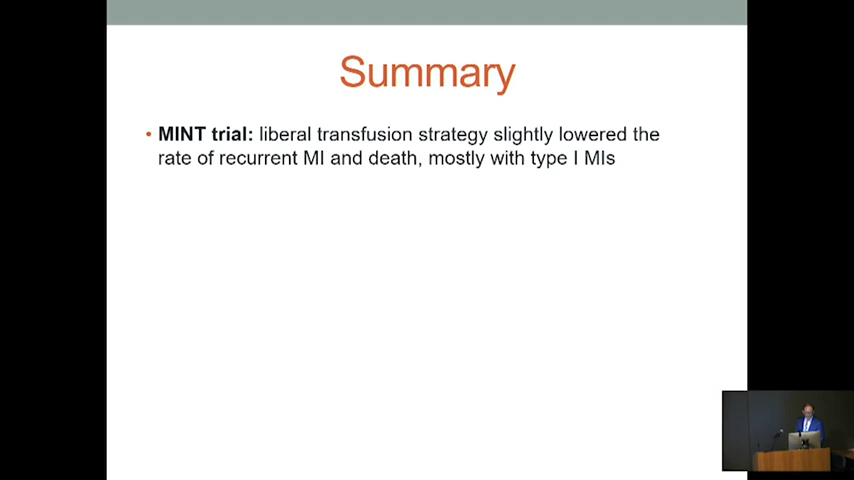 Summary
• MINT trial: liberal transfusion strategy slightly lowered the
rate of recurrent MI and death, mostly with type I MIs